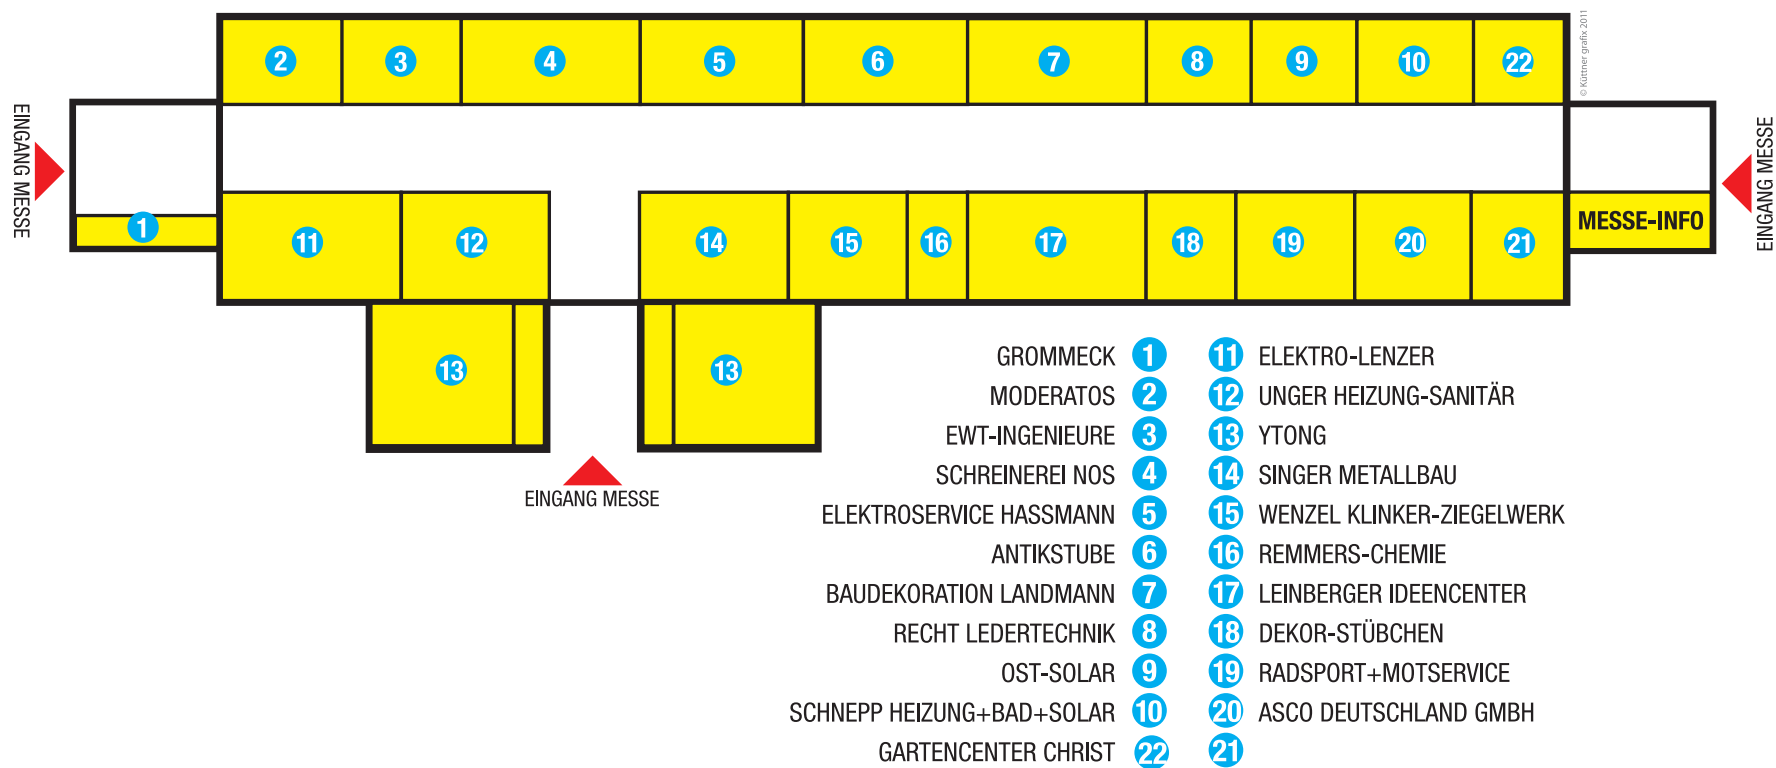 2 3 4 5 6 7 8 9 10 22
© Küttner grafix 2011
EINGANG MESSE
EINGANG MESSE
1
11 12 14 15 16 17 18 19 20 21
MESSE-INFO
13 13
EINGANG MESSE
GROMMECK 1
MODERATOS 2
EWT-INGENIEURE 3
SCHREINEREI NOS 4
ELEKTROSERVICE HASSMANN 5
ANTIKSTUBE 6
BAUDEKORATION LANDMANN 7
RECHT LEDERTECHNIK 8
OST-SOLAR 9
SCHNEPP HEIZUNG+BAD+SOLAR 10
GARTENCENTER CHRIST 22
11 ELEKTRO-LENZER
12 UNGER HEIZUNG-SANITÄR
13 YTONG
14 SINGER METALLBAU
15 WENZEL KLINKER-ZIEGELWERK
16 REMMERS-CHEMIE
17 LEINBERGER IDEENCENTER
18 DEKOR-STÜBCHEN
19 RADSPORT+MOTSERVICE
20 ASCO DEUTSCHLAND GMBH
21